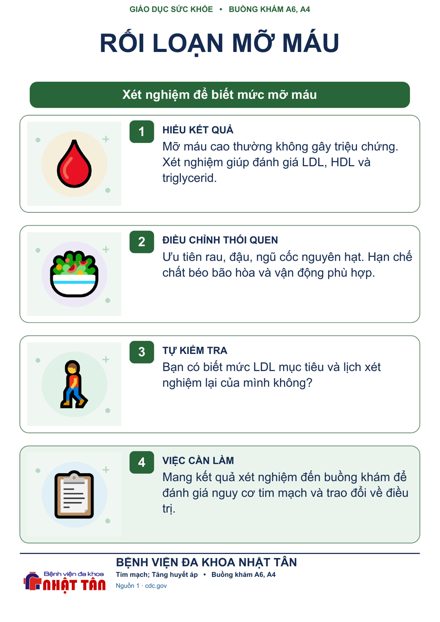 GIÁO DỤC SỨC KHỎE • BUỒNG KHÁM A6, A4
RỐI LOẠN MỠ MÁU
Xét nghiệm để biết mức mỡ máu
1
HIỂU KẾT QUẢ
Mỡ máu cao thường không gây triệu chứng.
Xét nghiệm giúp đánh giá LDL, HDL và
triglycerid.
2
ĐIỀU CHỈNH THÓI QUEN
Ưu tiên rau, đậu, ngũ cốc nguyên hạt. Hạn chế
chất béo bão hòa và vận động phù hợp.
3
TỰ KIỂM TRA
Bạn có biết mức LDL mục tiêu và lịch xét
nghiệm lại của mình không?
4
VIỆC CẦN LÀM
Mang kết quả xét nghiệm đến buồng khám để
đánh giá nguy cơ tim mạch và trao đổi về điều
trị.
Bệnh viện đa khoa
NHẬT TÂN
BỆNH VIỆN ĐA KHOA NHẬT TÂN
Tim mạch; Tăng huyết áp • Buồng khám A6, A4
Nguồn 1 · cdc.gov